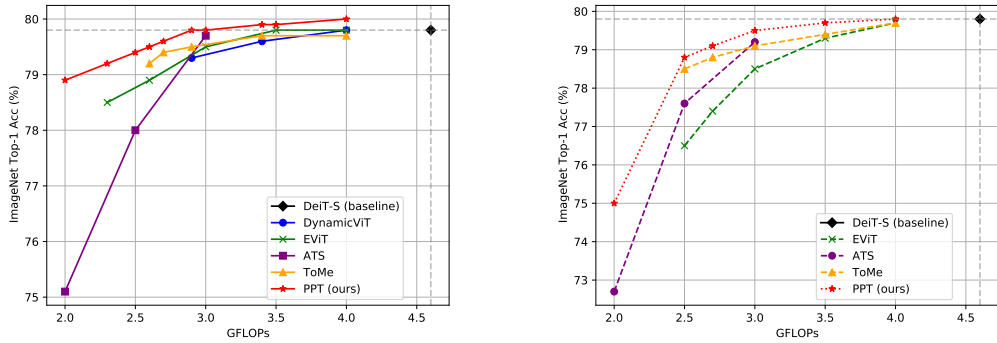 80
79
78
77
76
75
ImageNet Top-1 Acc (%)
2.0 2.5 3.0 3.5 4.0 4.5
GFLOPs
DeiT-S (baseline)
DynamicViT
EViT
ATS
ToMe
PPT (ours)
80
79
78
77
76
75
74
73
ImageNet Top-1 Acc (%)
2.0 2.5 3.0 3.5 4.0 4.5
GFLOPs
DeiT-S (baseline)
EViT
ATS
ToMe
PPT (ours)